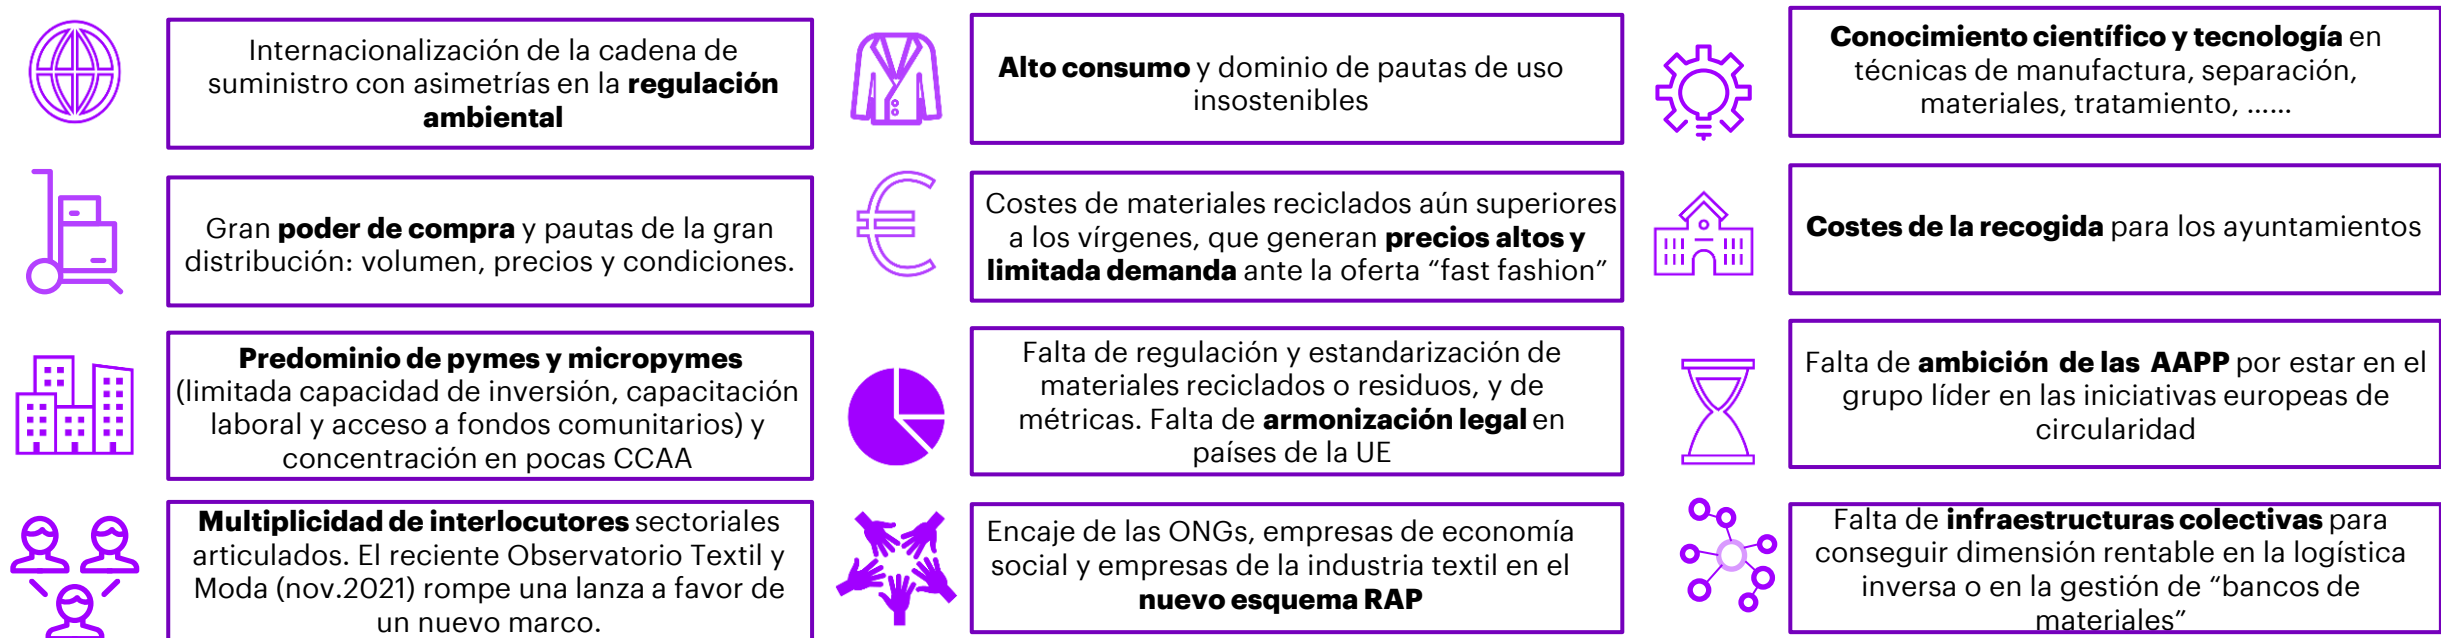 Internacionalización de la cadena de
suministro con asimetrías en la regulación
ambiental
Alto consumo y dominio de pautas de uso
insostenibles
Conocimiento científico y tecnología en
técnicas de manufactura, separación,
materiales, tratamiento, ......
Gran poder de compra y pautas de la gran
distribución: volumen, precios y condiciones.
Costes de materiales reciclados aún superiores
a los vírgenes, que generan precios altos y
limitada demanda ante la oferta “fast fashion”
Costes de la recogida para los ayuntamientos
Predominio de pymes y micropymes
(limitada capacidad de inversión, capacitación
laboral y acceso a fondos comunitarios) y
concentración en pocas CCAA
Falta de regulación y estandarización de
materiales reciclados o residuos, y de
métricas. Falta de armonización legal en
países de la UE
Falta de ambición de las AAPP por estar en el
grupo líder en las iniciativas europeas de
circularidad
Multiplicidad de interlocutores sectoriales
articulados. El reciente Observatorio Textil y
Moda (nov.2021) rompe una lanza a favor de
un nuevo marco.
Encaje de las ONGs, empresas de economía
social y empresas de la industria textil en el
nuevo esquema RAP
Falta de infraestructuras colectivas para
conseguir dimensión rentable en la logística
inversa o en la gestión de “bancos de
materiales”